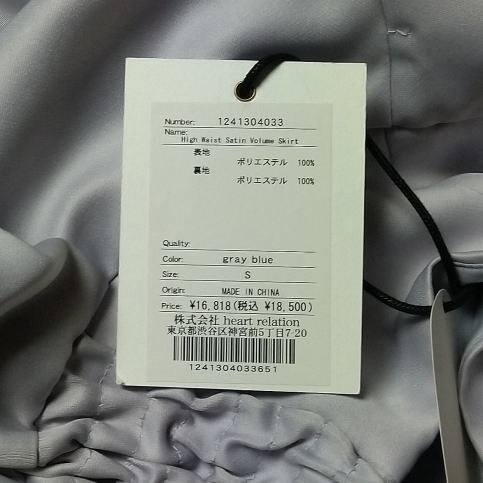 Number: 1241304033
Name:
High Waist Satin Volume Skirt
表地
ポリエステル 100%
裏地
ポリエステル 100%
Quality:
Color: gray blue
Size: S
Origin: MADE IN CHINA
Price: ¥16,818(税込 ¥18,500)
株式会社 heart relation
東京都渋谷区神宮前5丁目7-20
1241304033651